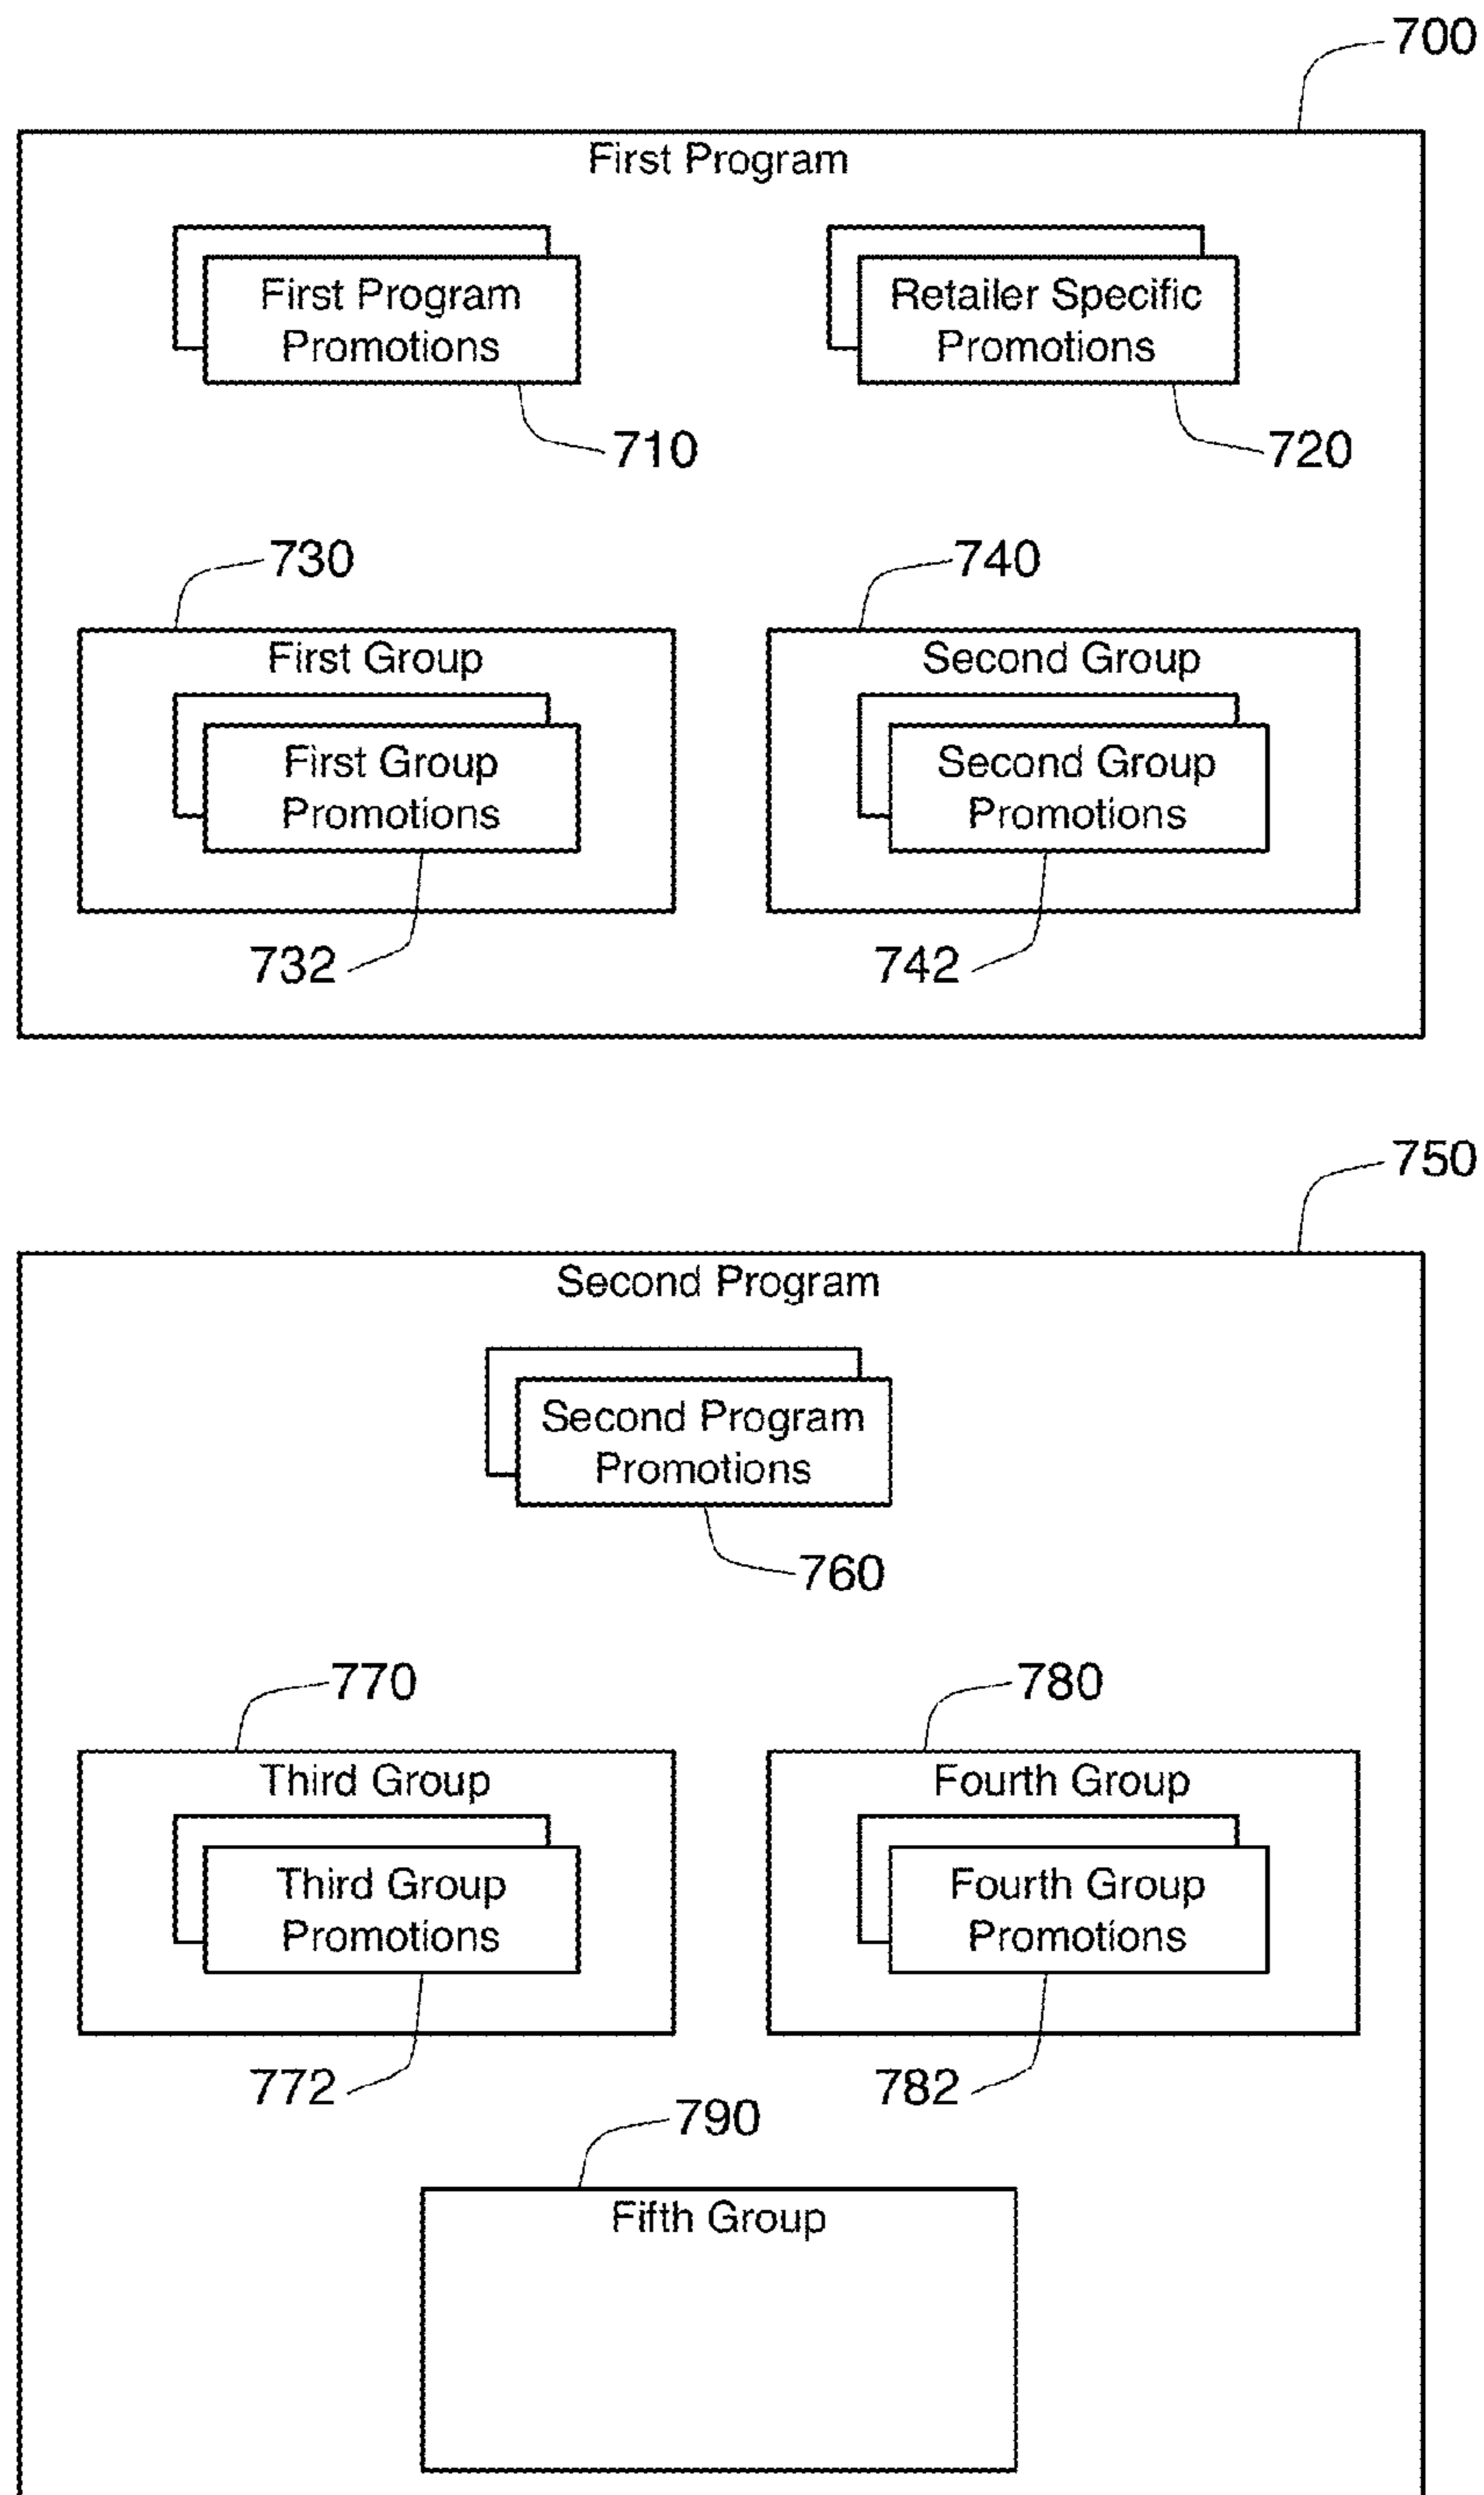 700
First Program
First Program
Promotions
Retailer Specific
Promotions
710
720
730
740
First Group
Second Group
First Group
Promotions
Second Group
Promotions
732
742
750
Second Program
Second Program
Promotions
760
770
780
Third Group
Fourth Group
Third Group
Promotions
Fourth Group
Promotions
772
782
790
Fifth Group